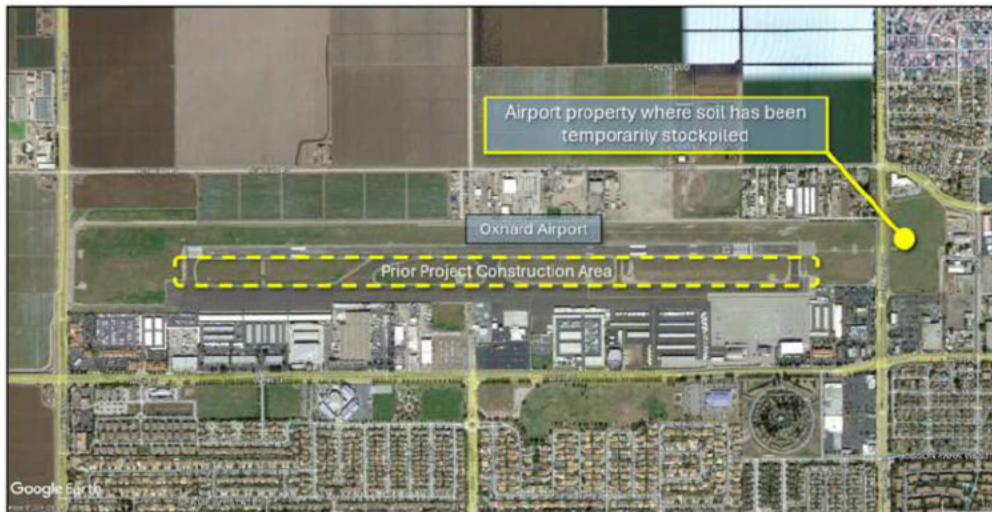 Airport property where soil has been
temporarily stockpiled
Oxnard Airport
Prior Project Construction Area
Google Earth